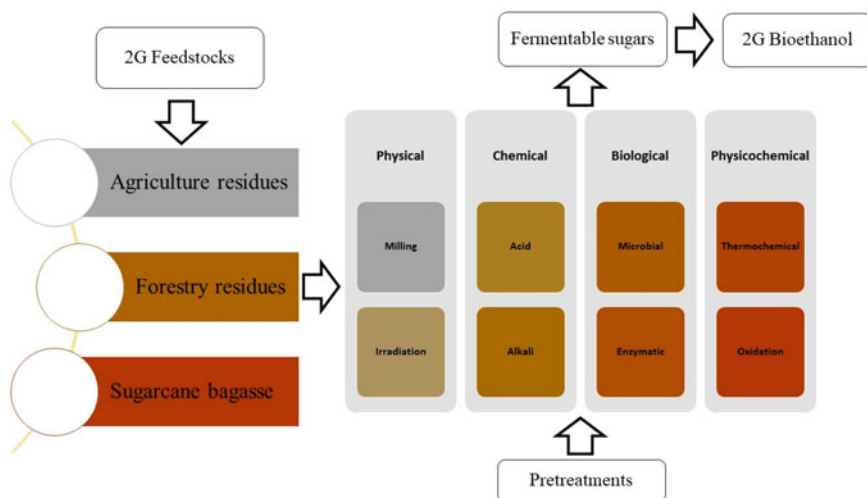 2G Feedstocks
Agriculture residues
Forestry residues
Sugarcane bagasse
Fermentable sugars
2G Bioethanol
Physical
Chemical
Biological
Physicochemical
Milling
Acid
Microbial
Thermochemical
Irradiation
Alkali
Enzymatic
Oxidation
Pretreatments